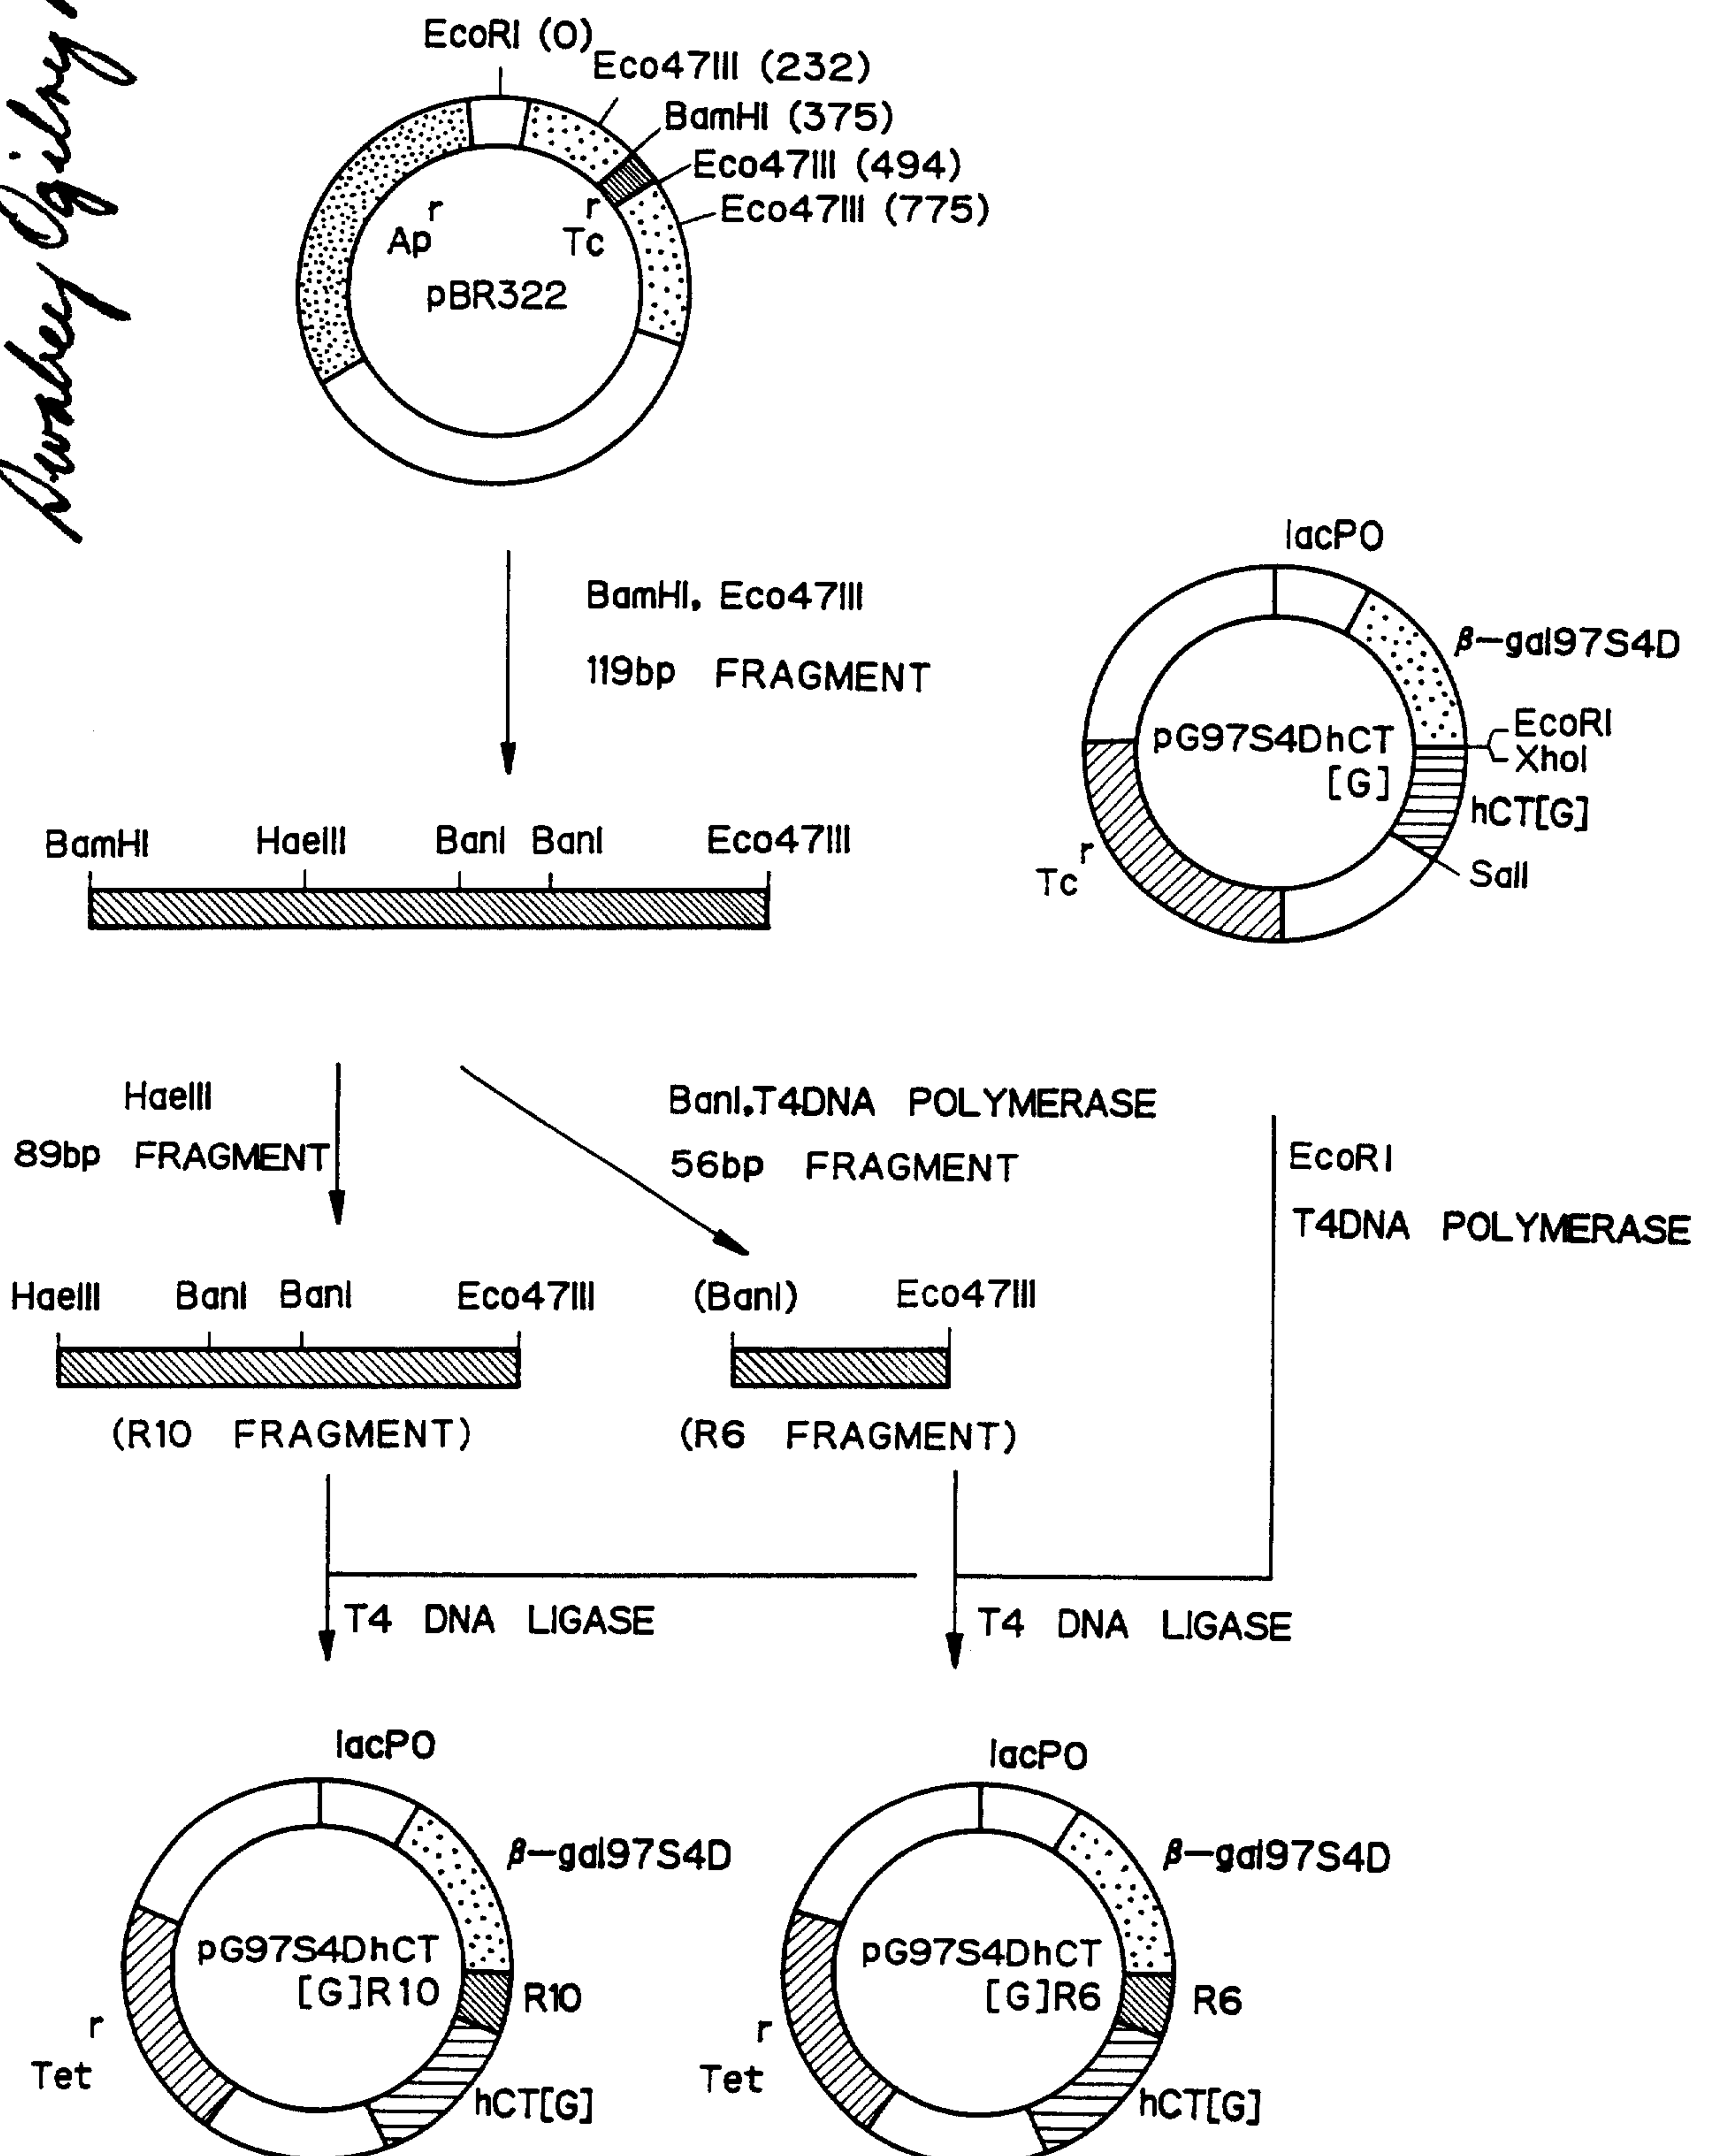 EcoRI (0)
Eco47III (232)
BamHI (375)
Eco47III (494)
Eco47III (775)
r
Ap
r
Tc
pBR322
BamHI, Eco47III
119bp FRAGMENT
lacPO
β-gal97S4D
EcoRI
XhoI
pG97S4DhCT
[G]
hCT[G]
SalI
r
Tc
BamHI HaeIII BanI BanI Eco47III
HaeIII
89bp FRAGMENT
BanI,T4DNA POLYMERASE
56bp FRAGMENT
EcoRI
T4DNA POLYMERASE
HaeIII BanI BanI Eco47III
(BanI) Eco47III
(R10 FRAGMENT)
(R6 FRAGMENT)
T4 DNA LIGASE
T4 DNA LIGASE
lacPO
β-gal97S4D
pG97S4DhCT
[G]R10
R10
r
Tet
hCT[G]
lacPO
β-gal97S4D
pG97S4DhCT
[G]R6
R6
r
Tet
hCT[G]